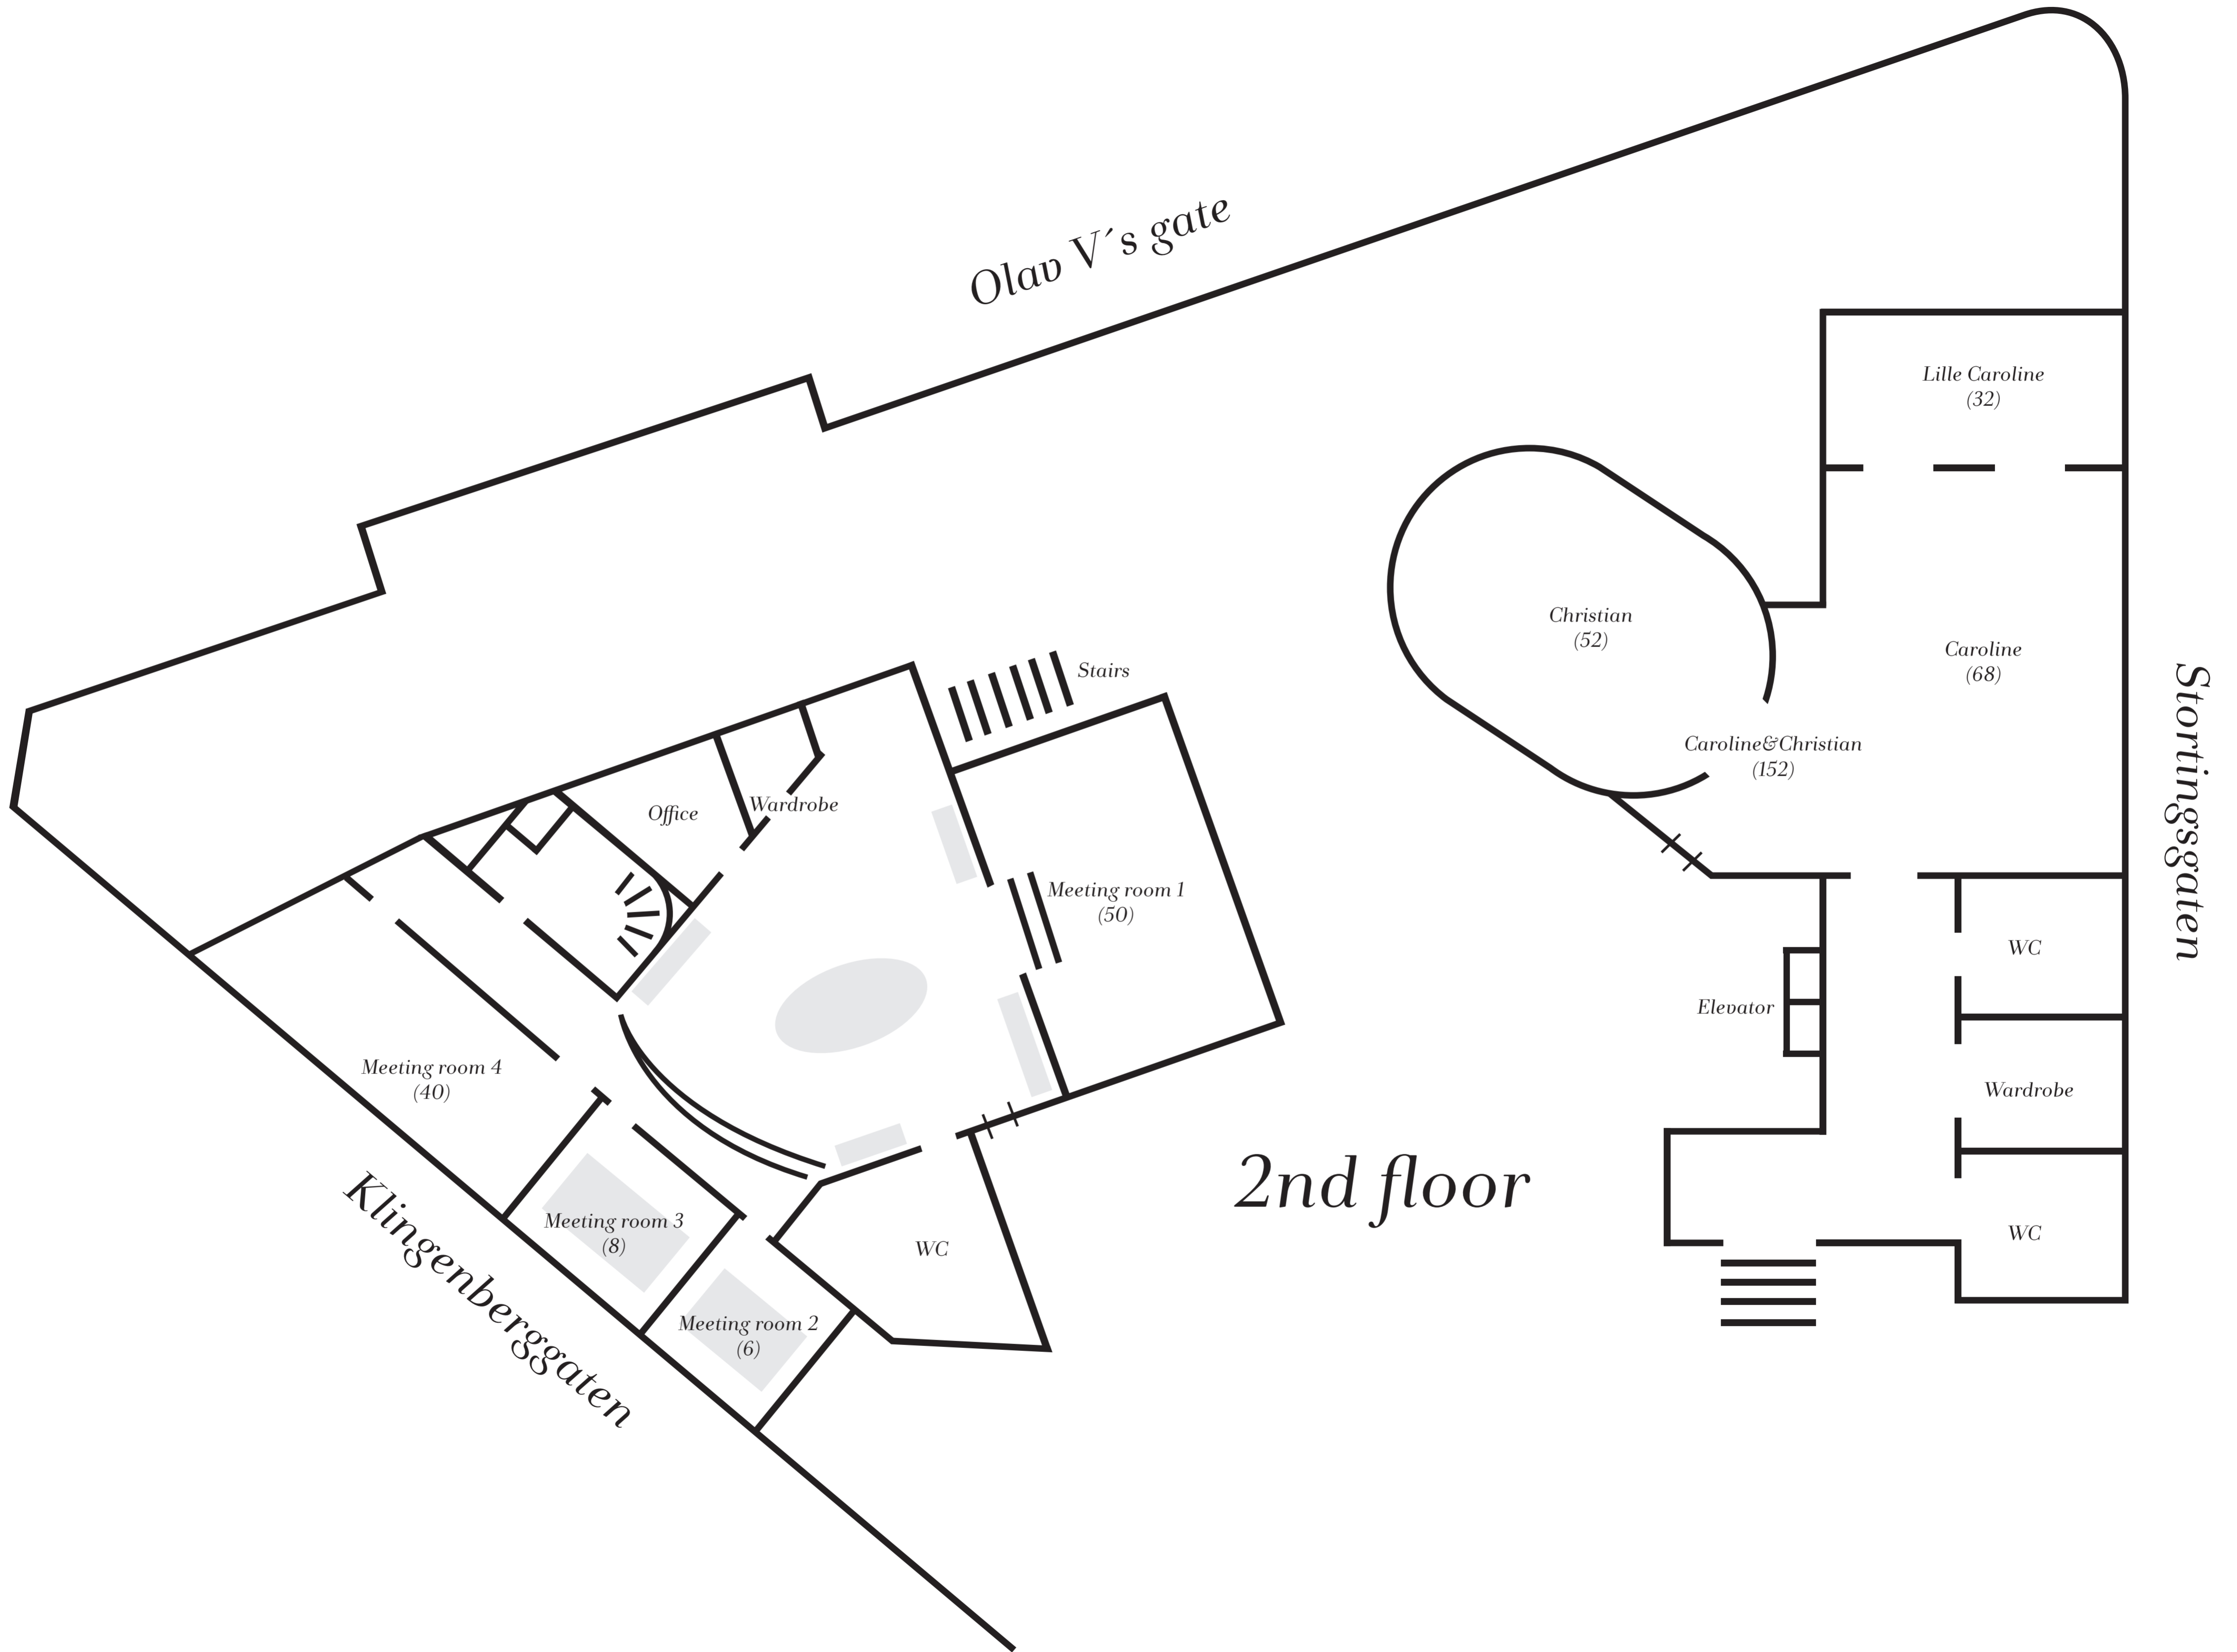 Olav V´s gate
Lille Caroline
(32)
Christian
(52)
Caroline
(68)
Stortingsgaten
Stairs
Caroline&Christian
(152)
Office
Wardrobe
Meeting room 1
(50)
WC
Elevator
Meeting room 4
(40)
Wardrobe
2nd floor
Klingenberggaten
Meeting room 3
(8)
WC
WC
Meeting room 2
(6)